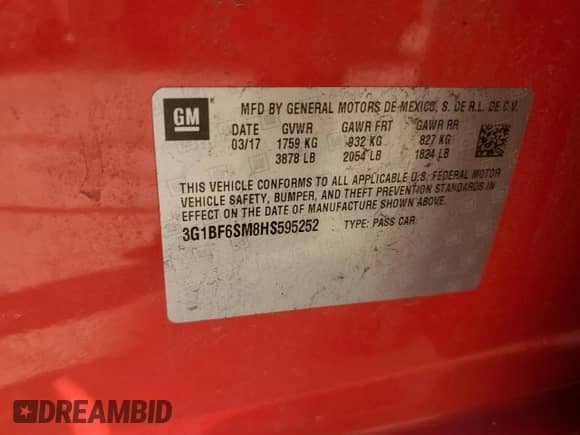 GM
MFD BY GENERAL MOTORS DE MEXICO, S. DE R.L. DE C.V.
DATE GVWR GAWR FRT GAWR RR
03/17 1759 KG 932 KG 827 KG
3878 LB 2054 LB 1824 LB
THIS VEHICLE CONFORMS TO ALL APPLICABLE U.S. FEDERAL MOTOR
VEHICLE SAFETY, BUMPER, AND THEFT PREVENTION STANDARDS IN
EFFECT ON THE DATE OF MANUFACTURE SHOWN ABOVE.
3G1BF6SM8HS595252 TYPE: PASS CAR
DREAMBID